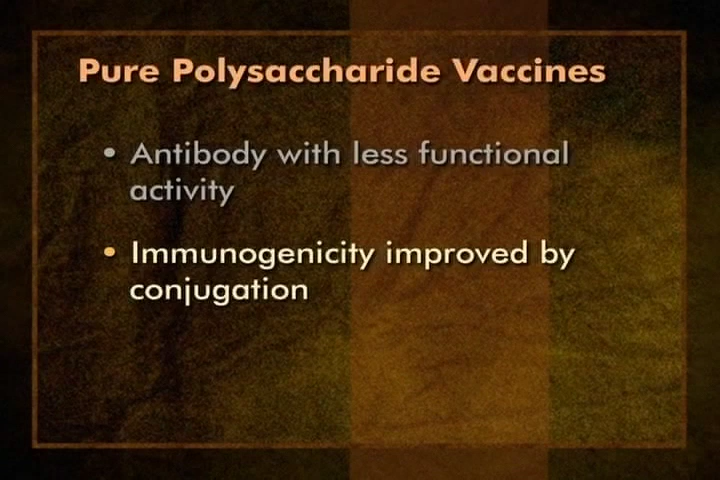 Pure Polysaccharide Vaccines
• Antibody with less functional
activity
• Immunogenicity improved by
conjugation